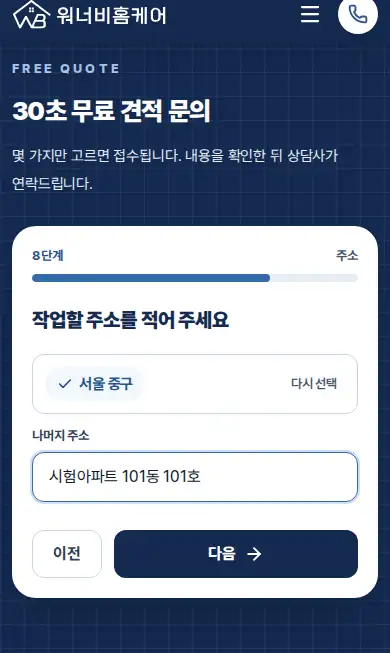 WB 워너비홈케어
FREE QUOTE
30초 무료 견적 문의
몇 가지만 고르면 접수됩니다. 내용을 확인한 뒤 상담사가
연락드립니다.
8단계 주소
작업할 주소를 적어 주세요
서울 중구 다시 선택
나머지 주소
시험아파트 101동 101호
이전 다음